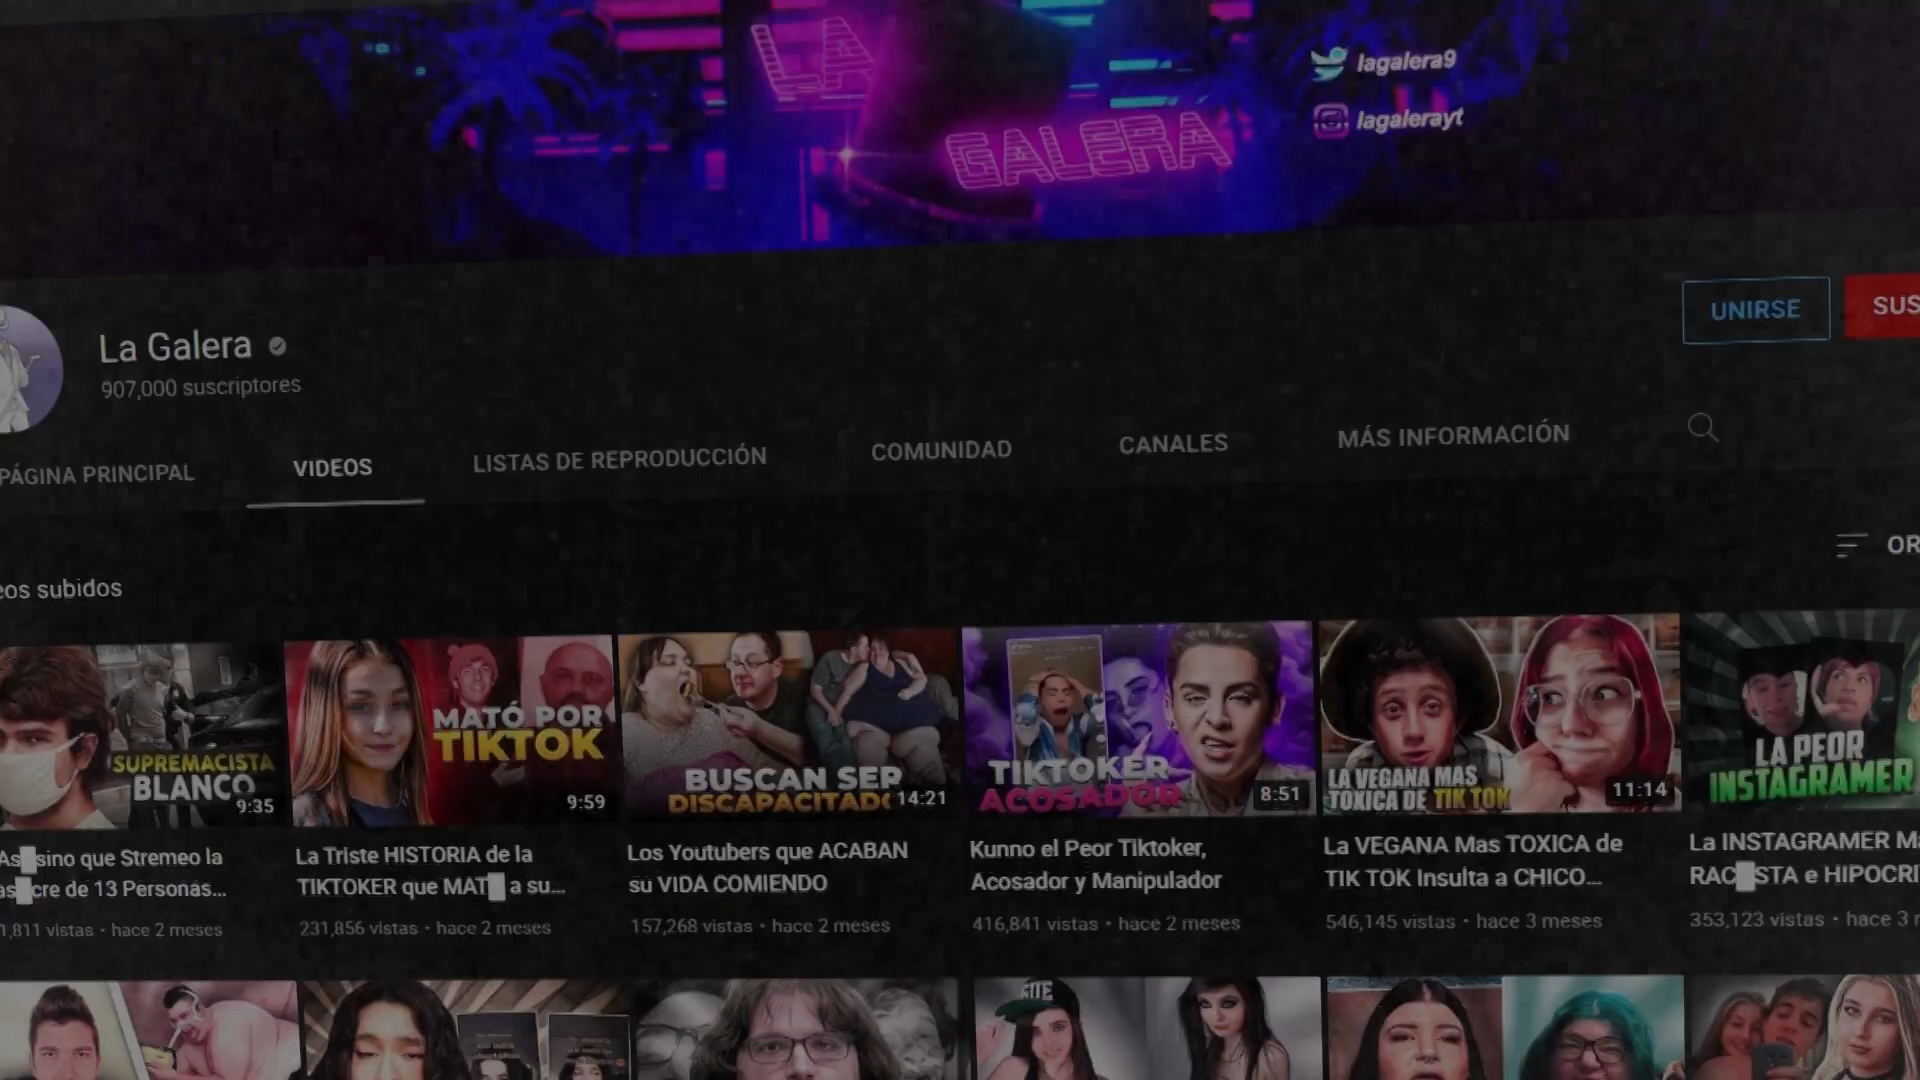 LA
GALERA
lagalera9
lagalerayt
UNIRSE
SUS
La Galera
907,000 suscriptores
PÁGINA PRINCIPAL
VIDEOS
LISTAS DE REPRODUCCIÓN
COMUNIDAD
CANALES
MÁS INFORMACIÓN
OR
eos subidos
SUPREMACISTA
BLANCO
9:35
MATÓ POR
TIKTOK
9:59
BUSCAN SER
DISCAPACITADO
14:21
TIKTOKER
ACOSADOR
8:51
LA VEGANA MAS
TOXICA DE TIK TOK
11:14
LA PEOR
INSTAGRAMER
As sino que Stremeo la
as cre de 13 Personas...
1,811 vistas • hace 2 meses
La Triste HISTORIA de la
TIKTOKER que MAT a su...
231,856 vistas • hace 2 meses
Los Youtubers que ACABAN
su VIDA COMIENDO
157,268 vistas • hace 2 meses
Kunno el Peor Tiktoker,
Acosador y Manipulador
416,841 vistas • hace 2 meses
La VEGANA Mas TOXICA de
TIK TOK Insulta a CHICO...
546,145 vistas • hace 3 meses
La INSTAGRAMER Ma
RAC STA e HIPOCRI
353,123 vistas • hace 3 m